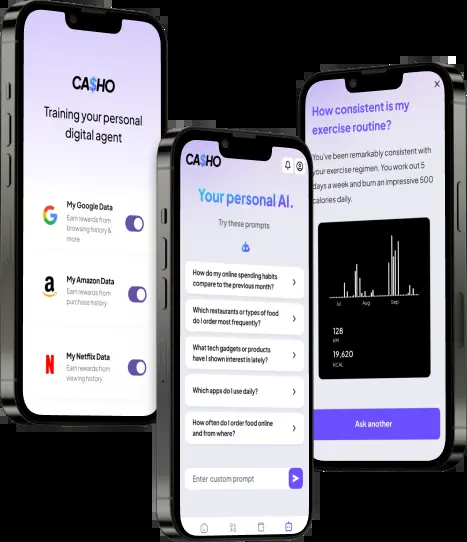 CA$HO
Training your personal
digital agent
My Google Data
Earn rewards from
browsing history &
more
My Amazon Data
Earn rewards from
purchase history
My Netflix Data
Earn rewards from
viewing history
CA$HO
Your personal AI.
Try these prompts
How do my online spending habits
compare to the previous month?
Which restaurants or types of food
do I order most frequently?
What tech gadgets or products
have I shown interest in lately?
Which apps do I use daily?
How often do I order food online
and from where?
Enter custom prompt
How consistent is my
exercise routine?
You've been remarkably consistent with
your exercise regimen. You work out 5
days a week and burn an impressive 500
calories daily.
Jul Aug Sep
128
KM
19,620
KCAL
Ask another